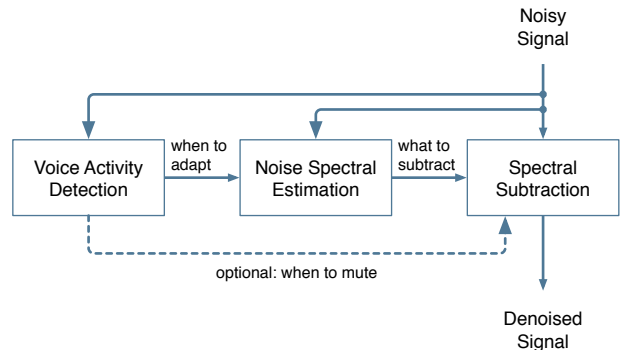 Noisy
Signal
when to
adapt
what to
subtract
Voice Activity
Detection
Noise Spectral
Estimation
Spectral
Subtraction
optional: when to mute
Denoised
Signal